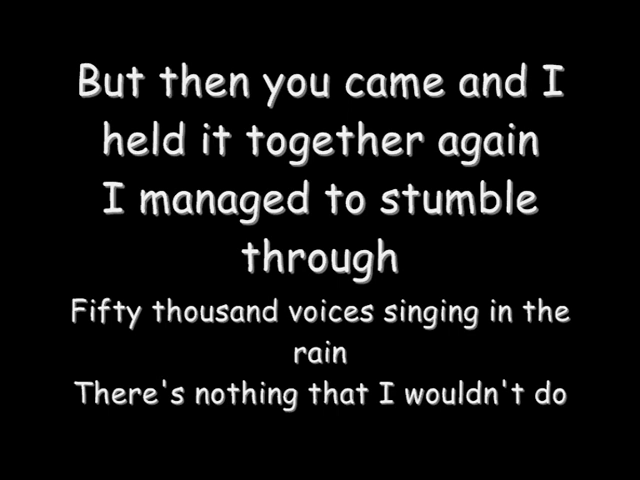 But then you came and I
held it together again
I managed to stumble
through
Fifty thousand voices singing in the
rain
There's nothing that I wouldn't do